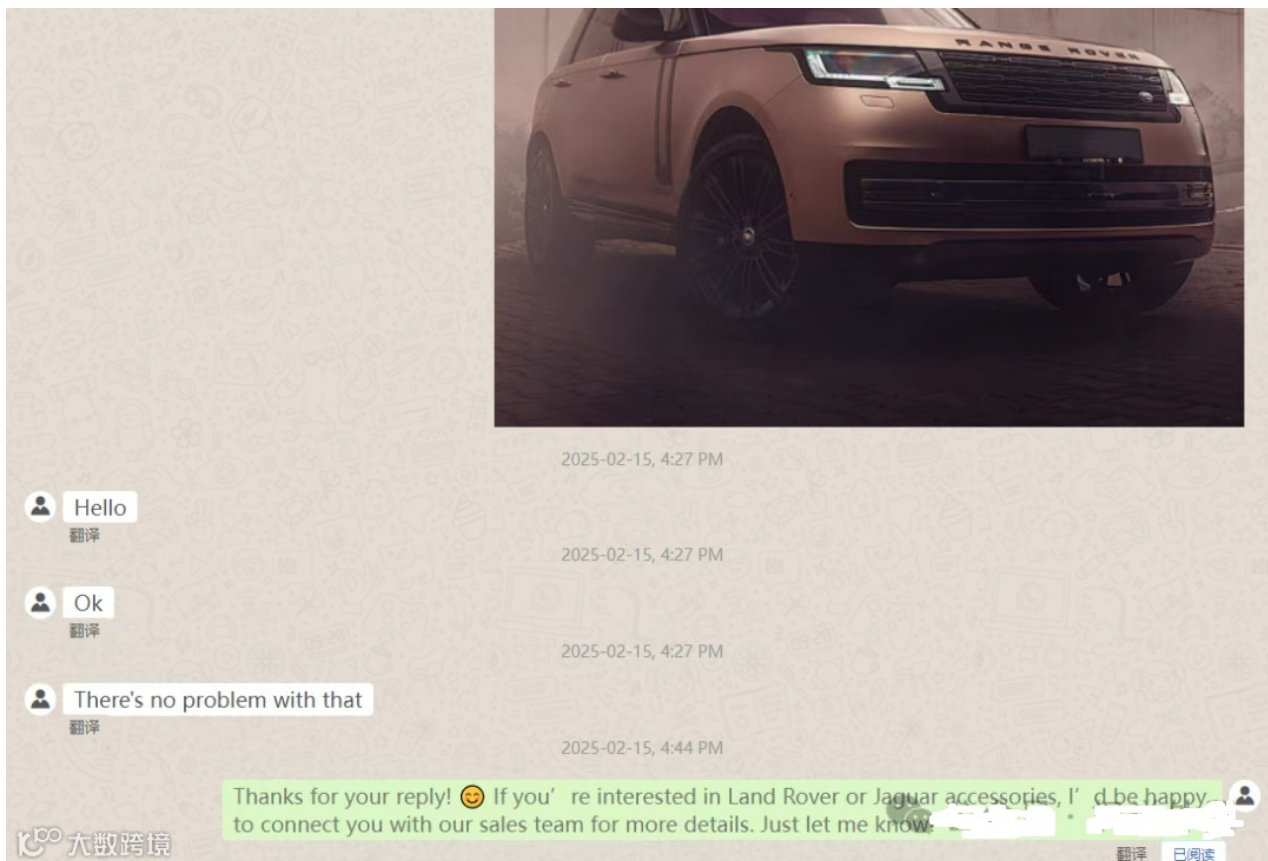 RANGE ROVER
2025-02-15, 4:27 PM
Hello
翻译
2025-02-15, 4:27 PM
Ok
翻译
2025-02-15, 4:27 PM
There's no problem with that
翻译
2025-02-15, 4:44 PM
Thanks for your reply! 😊 If you’re interested in Land Rover or Jaguar accessories, I’d be happy
to connect you with our sales team for more details. Just let me know
翻译 已阅读
大数跨境